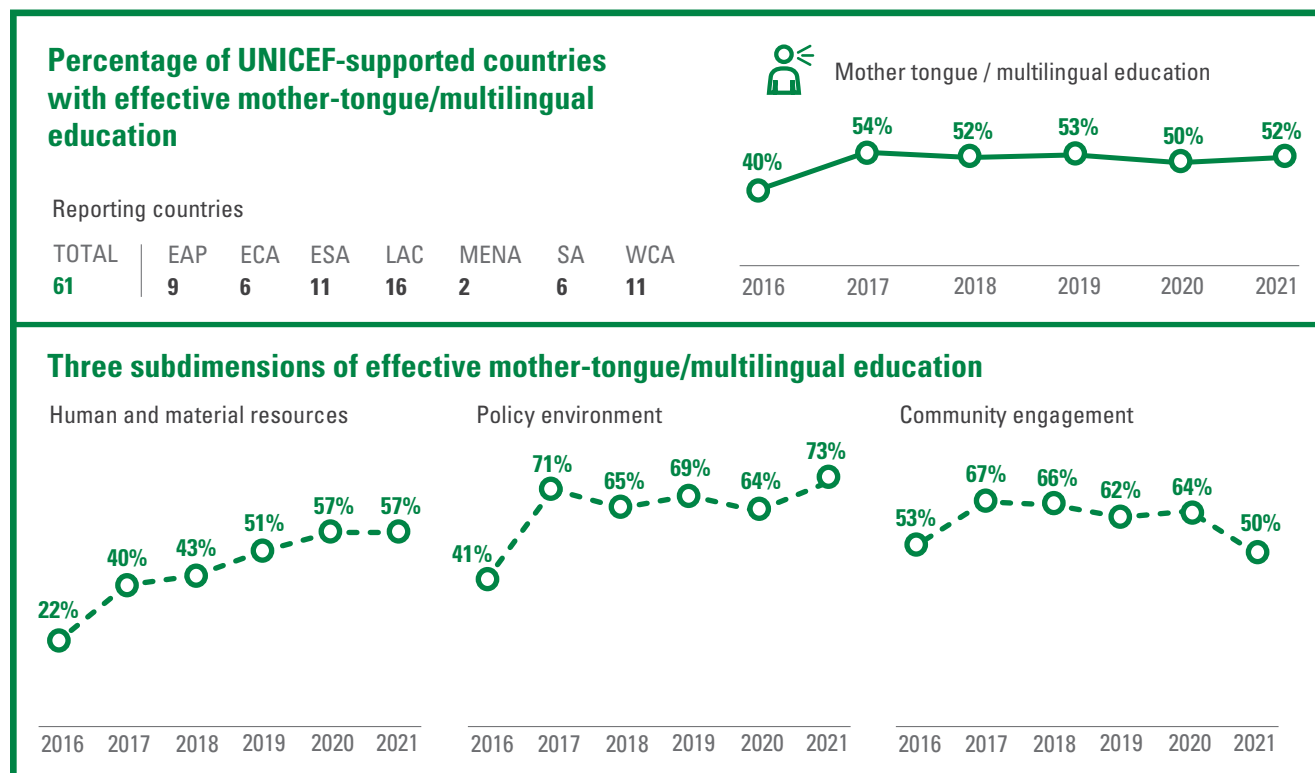 Percentage of UNICEF-supported countries
with effective mother-tongue/multilingual
education
Reporting countries
TOTAL EAP ECA ESA LAC MENA SA WCA
61 9 6 11 16 2 6 11
Mother tongue / multilingual education
40% 54% 52% 53% 50% 52%
2016 2017 2018 2019 2020 2021
Three subdimensions of effective mother-tongue/multilingual education
Human and material resources
22% 40% 43% 51% 57% 57%
2016 2017 2018 2019 2020 2021
Policy environment
41% 71% 65% 69% 64% 73%
2016 2017 2018 2019 2020 2021
Community engagement
53% 67% 66% 62% 64% 50%
2016 2017 2018 2019 2020 2021